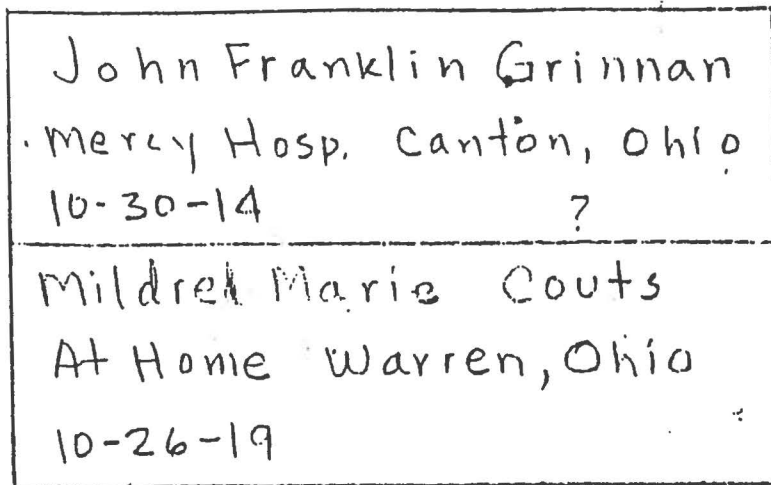 John Franklin Grinnan
Mercy Hosp. Canton, Ohio
10-30-14 ?
Mildred Marie Couts
At Home Warren, Ohio
10-26-19